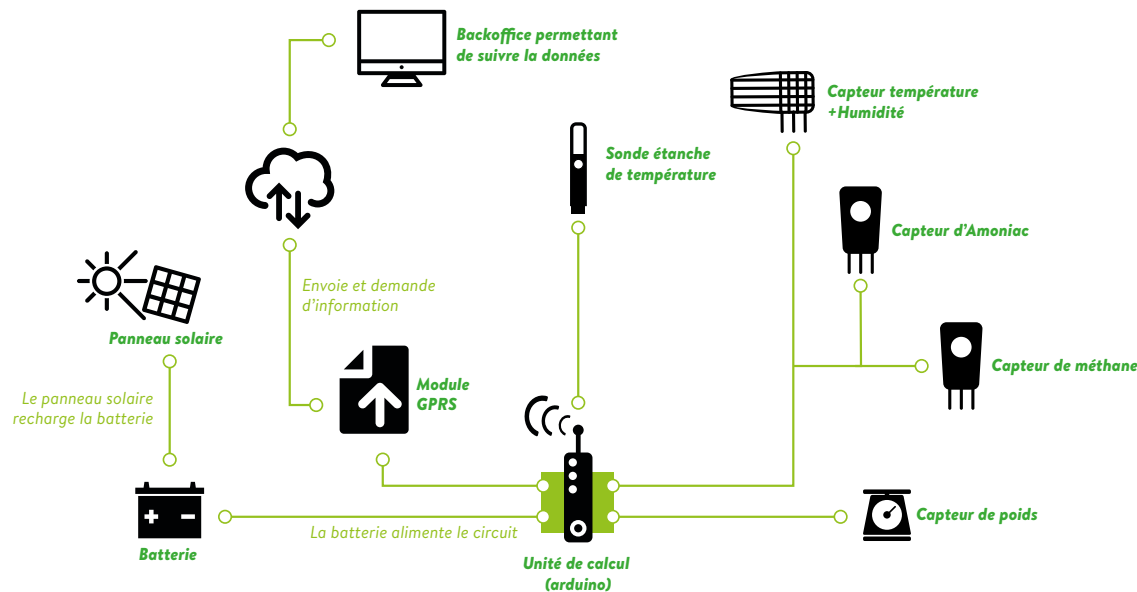 Backoffice permettant
de suivre la données
Capteur température
+Humidité
Sonde étanche
de température
Capteur d'Amoniac
Envoie et demande
d'information
Panneau solaire
Capteur de méthane
Module
GPRS
Le panneau solaire
recharge la batterie
Capteur de poids
La batterie alimente le circuit
Batterie
Unité de calcul
(arduino)